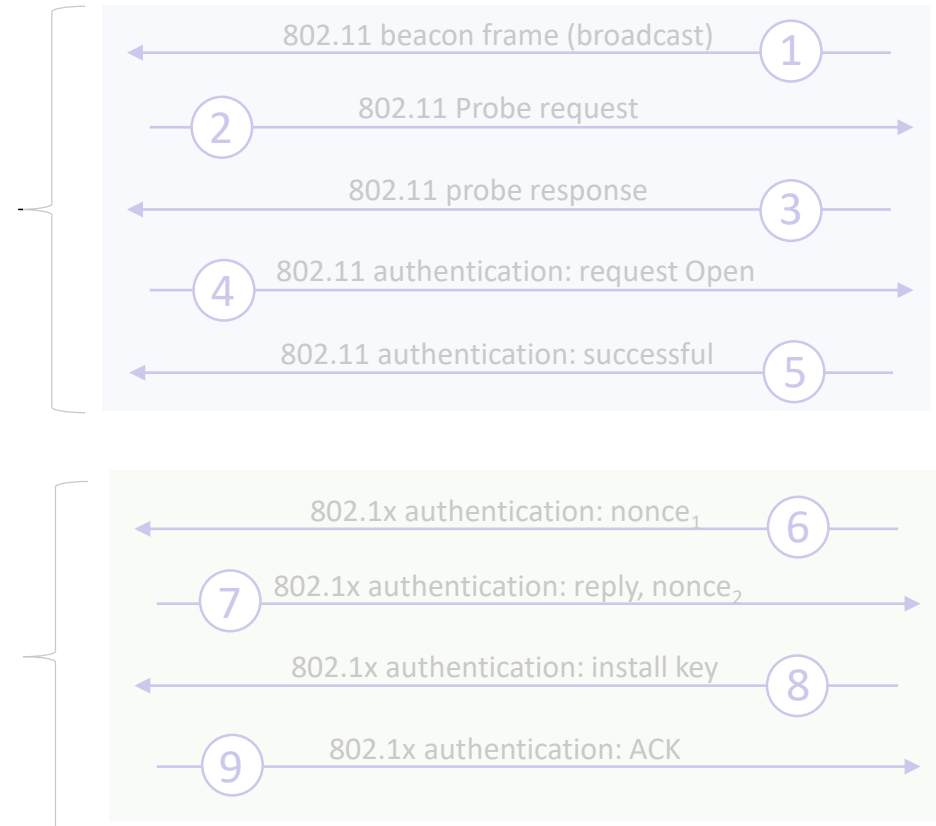 802.11 beacon frame (broadcast)
1
2
802.11 Probe request
802.11 probe response
3
4
802.11 authentication: request Open
802.11 authentication: successful
5
802.1x authentication: nonce₁
6
7
802.1x authentication: reply, nonce₂
802.1x authentication: install key
8
9
802.1x authentication: ACK